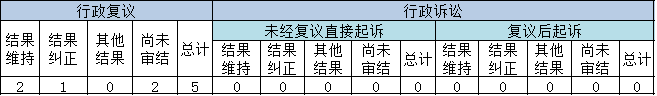 行政复议 行政诉讼
未经复议直接起诉 复议后起诉
结果维持 结果纠正 其他结果 尚未审结 总计 结果维持 结果纠正 其他结果 尚未审结 总计 结果维持 结果纠正 其他结果 尚未审结 总计
2 1 0 2 5 0 0 0 0 0 0 0 0 0 0